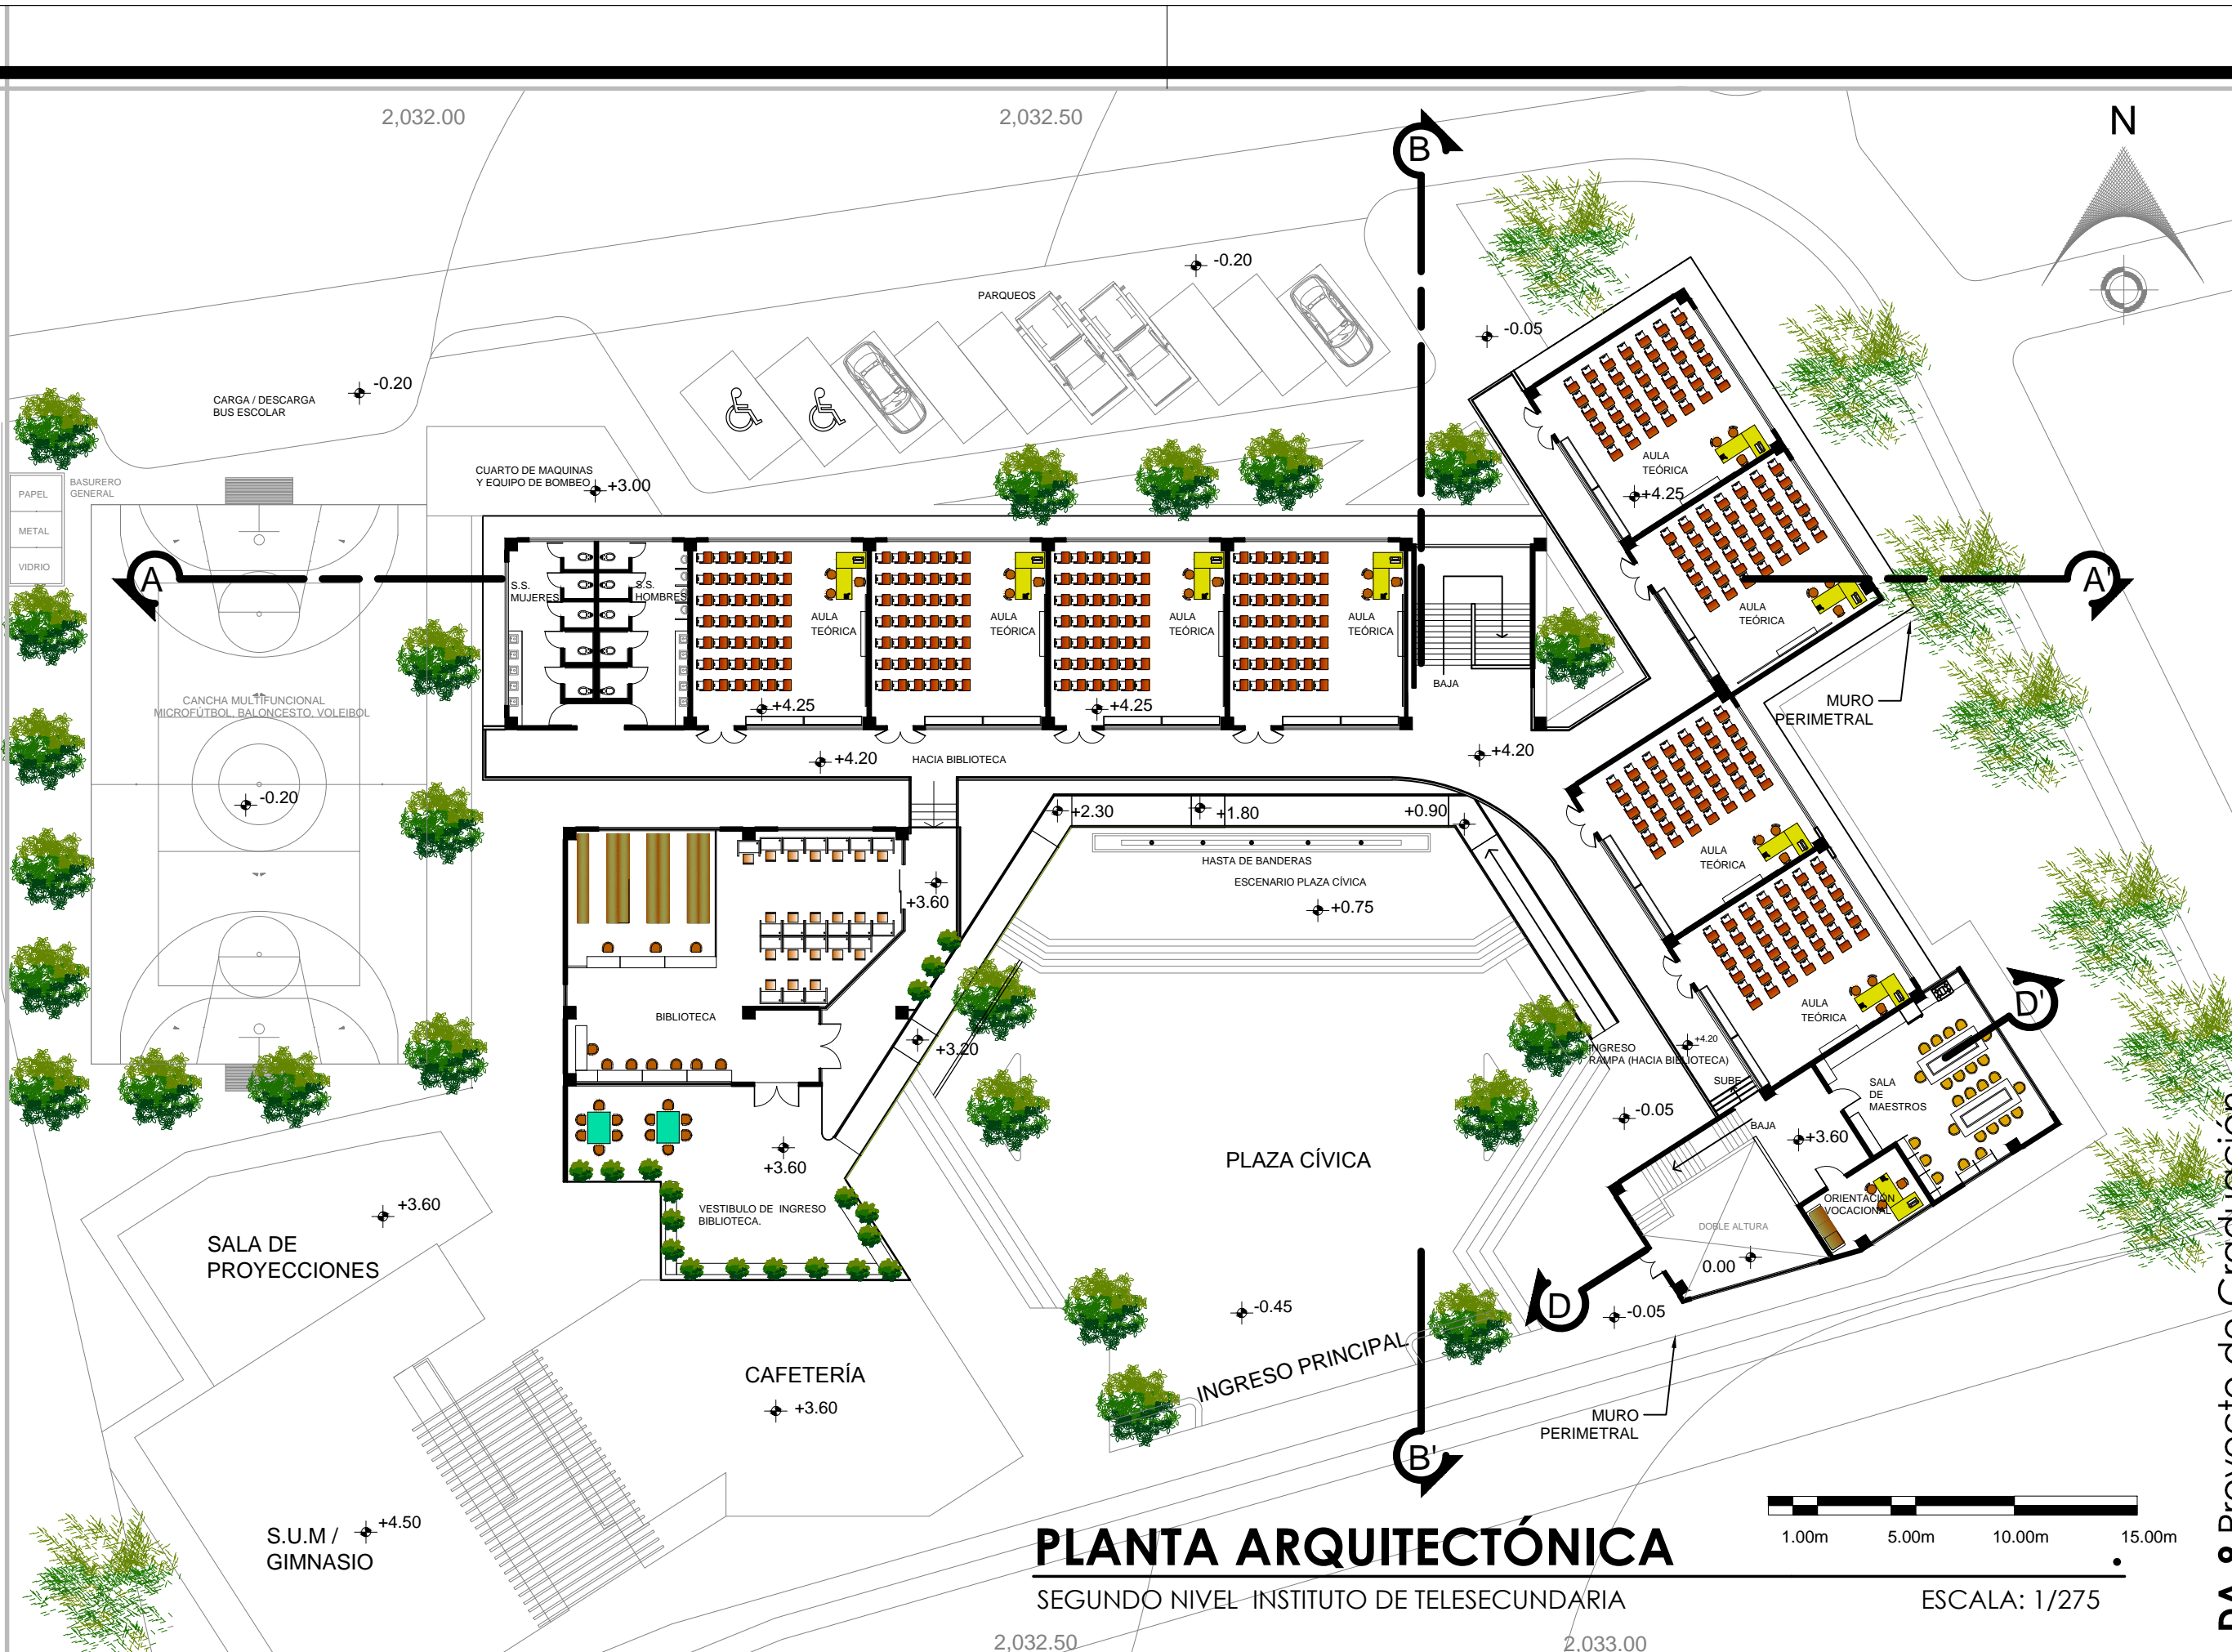 2,032.00
2,032.50
N
B
-0.20
PARQUEOS
-0.05
-0.20
CARGA / DESCARGA
BUS ESCOLAR
CUARTO DE MAQUINAS
Y EQUIPO DE BOMBEO
+3.00
AULA
TEÓRICA
+4.25
PAPEL
BASURERO
GENERAL
METAL
VIDRIO
A
S.S.
MUJERES
S.S.
HOMBRES
AULA
TEÓRICA
AULA
TEÓRICA
AULA
TEÓRICA
AULA
TEÓRICA
AULA
TEÓRICA
A'
BAJA
CANCHA MULTIFUNCIONAL
MICROFÚTBOL, BALONCESTO, VOLEIBOL
+4.25
+4.25
MURO
PERIMETRAL
+4.20
HACIA BIBLIOTECA
+4.20
-0.20
+2.30
+1.80
+0.90
HASTA DE BANDERAS
ESCENARIO PLAZA CÍVICA
+0.75
AULA
TEÓRICA
+3.60
BIBLIOTECA
AULA
TEÓRICA
D'
+3.20
INGRESO
RAMPA (HACIA BIBLIOTECA)
+4.20
SUBE
SALA
DE
MAESTROS
-0.05
BAJA
+3.60
PLAZA CÍVICA
+3.60
VESTIBULO DE INGRESO
BIBLIOTECA.
ORIENTACIÓN
VOCACIONAL
DOBLE ALTURA
0.00
+3.60
SALA DE
PROYECCIONES
-0.45
D
-0.05
INGRESO PRINCIPAL
CAFETERÍA
+3.60
MURO
PERIMETRAL
B'
S.U.M /
GIMNASIO
+4.50
1.00m
5.00m
10.00m
15.00m
PLANTA ARQUITECTÓNICA
SEGUNDO NIVEL INSTITUTO DE TELESECUNDARIA
ESCALA: 1/275
2,032.50
2,033.00
Proyecto de Graduación